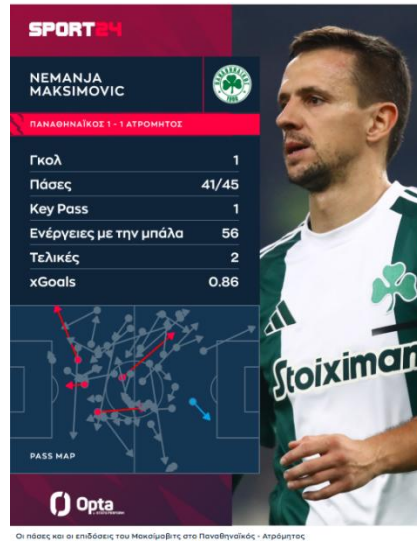 SPORT24
NEMANJA
MAKSIMOVIC
ΠΑΝΑΘΗΝΑΪΚΟΣ 1 - 1 ΑΤΡΟΜΗΤΟΣ
Γκολ 1
Πάσες 41/45
Key Pass 1
Ενέργειες με την μπάλα 56
Τελικές 2
xGoals 0.86
Stoiximan
PASS MAP
Opta
Οι πάσες και οι επιδόσεις του Μακσίμοβιτς στο Παναθηναϊκός - Ατρόμητος